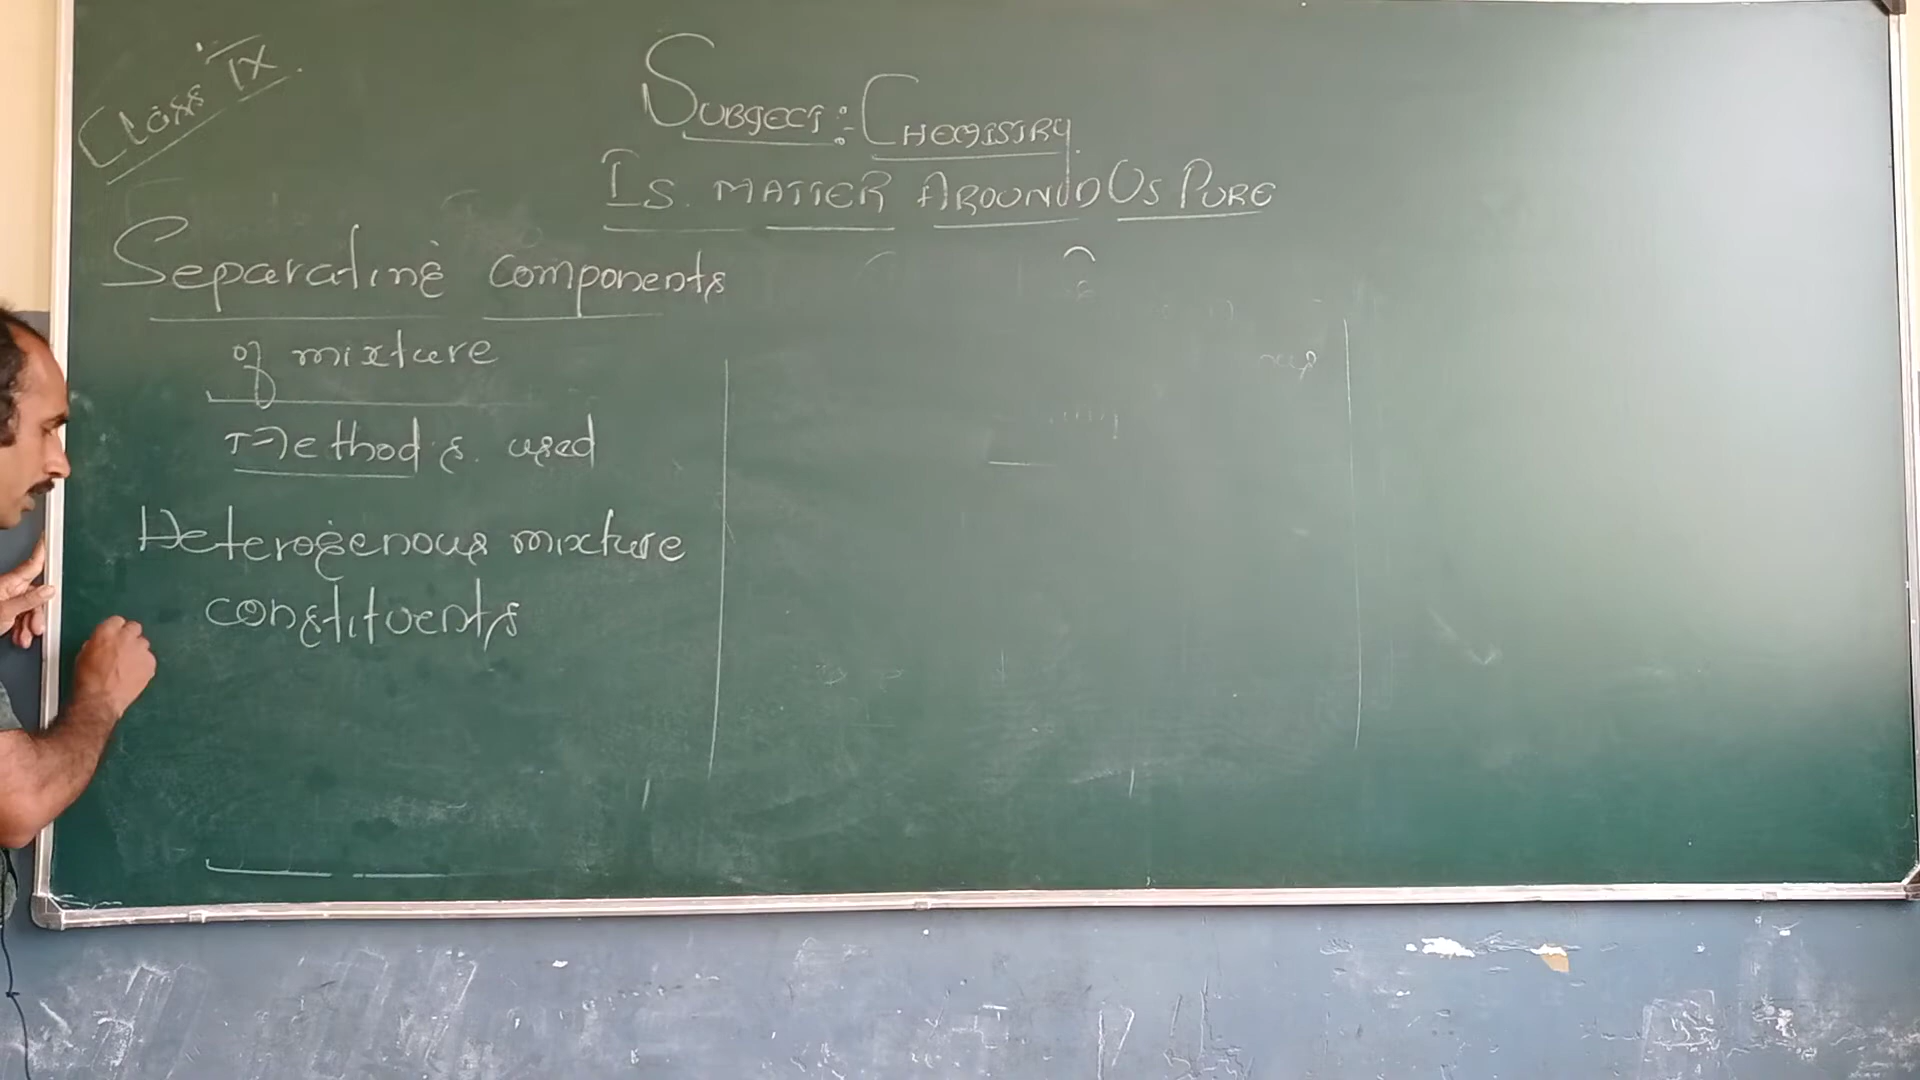 Class IX.
SUBJECT:- CHEMISTRY.
IS MATTER AROUND US PURE
Separating components
of mixture
methods used
Heterogenous mixture
constituents